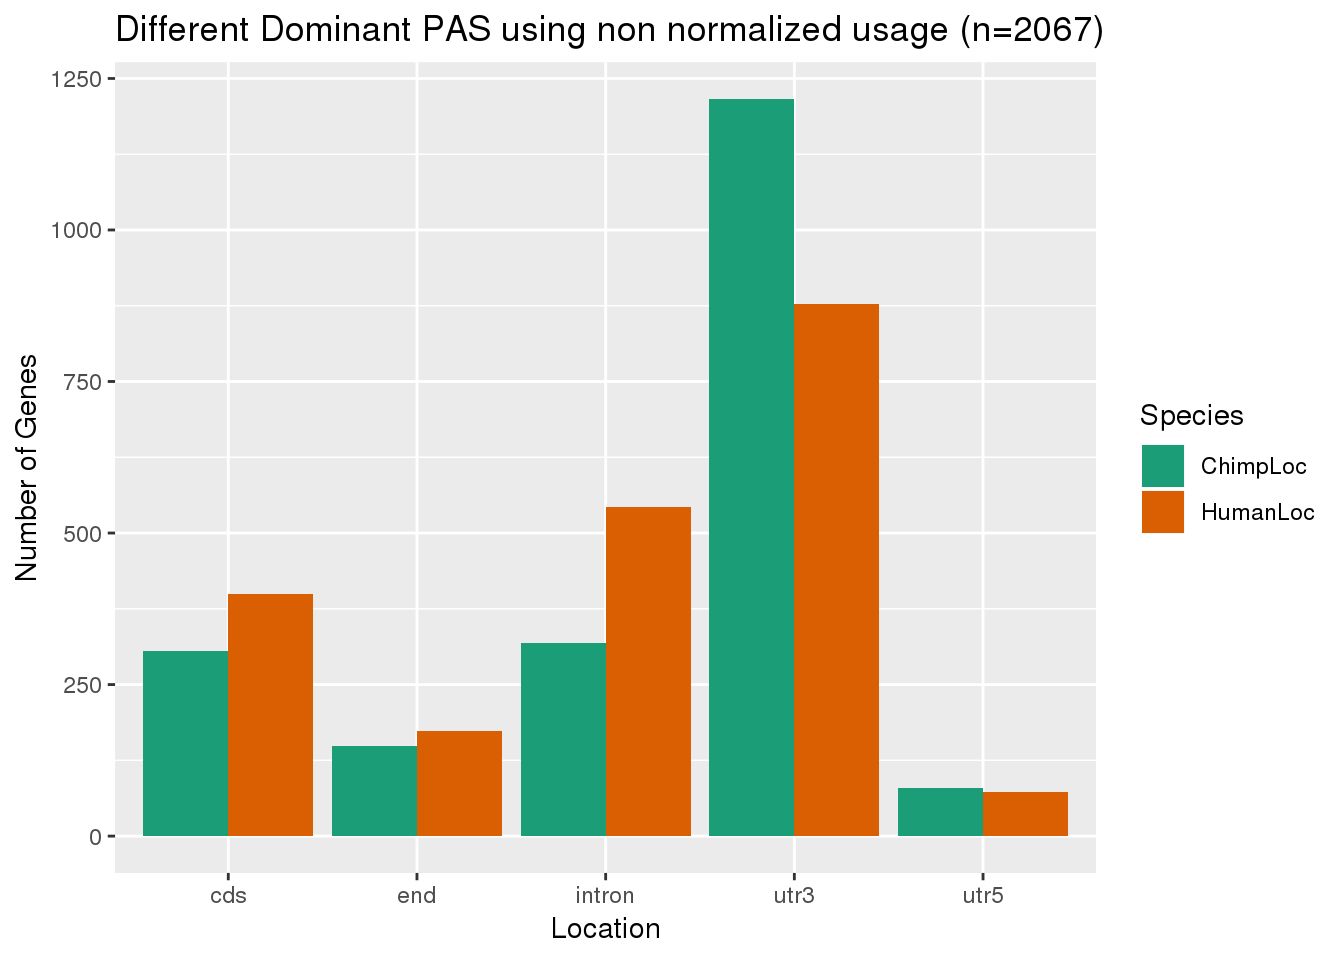 Different Dominant PAS using non normalized usage (n=2067)
1250
1000
750
500
250
0
Number of Genes
cds end intron utr3 utr5
Location
Species
ChimpLoc
HumanLoc